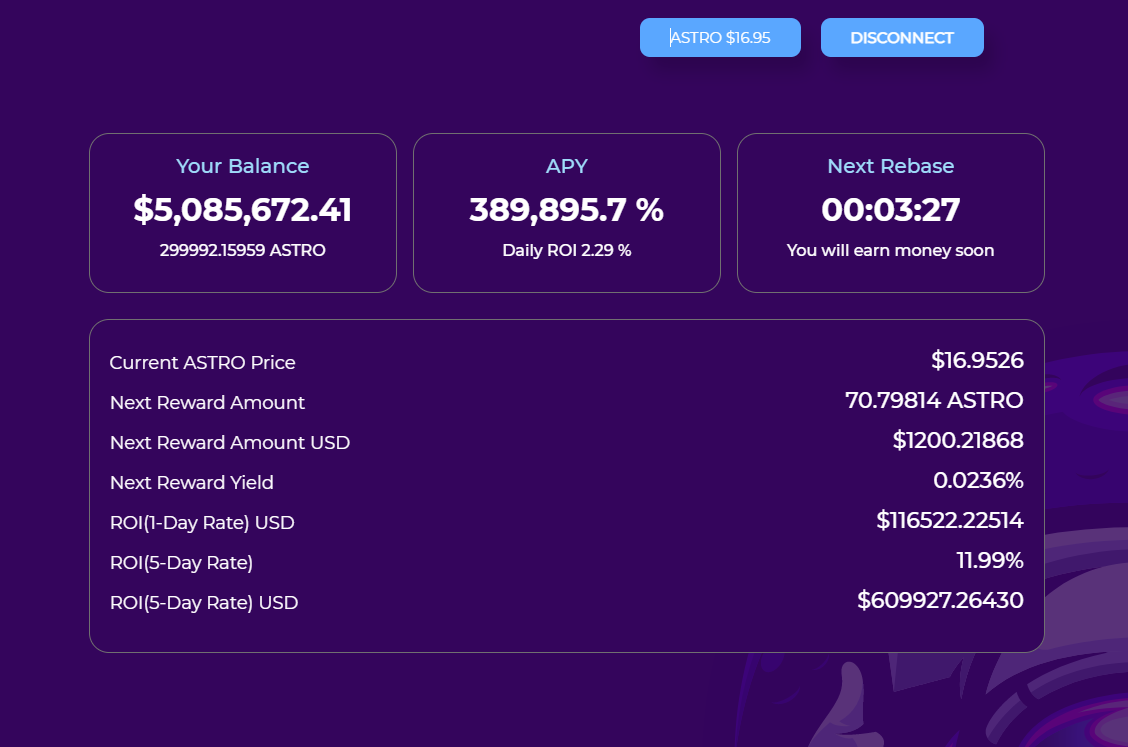 ASTRO $16.95
DISCONNECT
Your Balance
$5,085,672.41
299992.15959 ASTRO
APY
389,895.7 %
Daily ROI 2.29 %
Next Rebase
00:03:27
You will earn money soon
Current ASTRO Price $16.9526
Next Reward Amount 70.79814 ASTRO
Next Reward Amount USD $1200.21868
Next Reward Yield 0.0236%
ROI(1-Day Rate) USD $116522.22514
ROI(5-Day Rate) 11.99%
ROI(5-Day Rate) USD $609927.26430